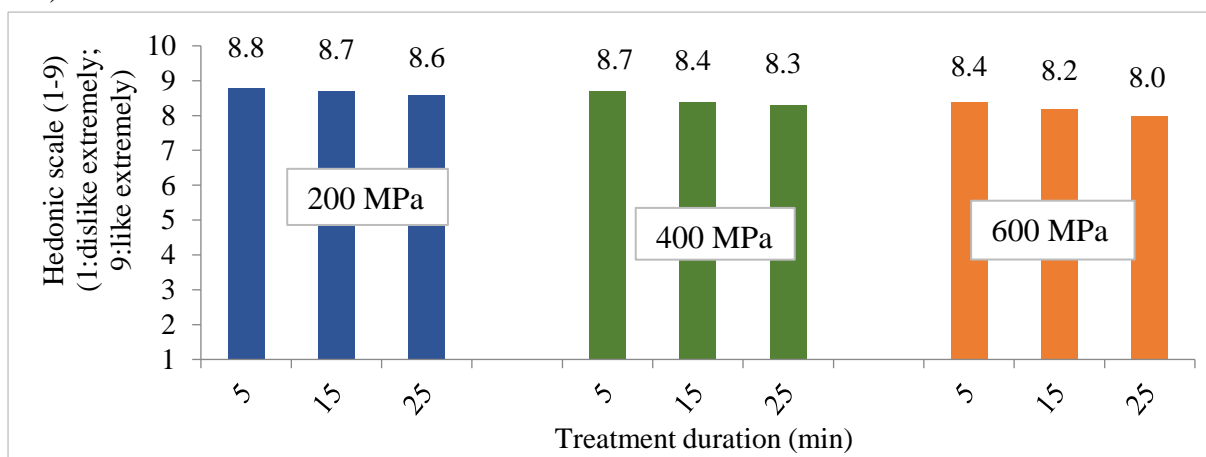 Hedonic scale (1-9)
(1:dislike extremely;
9:like extremely)
10
9
8
7
6
5
4
3
2
1
8.8 8.7 8.6 8.7 8.4 8.3 8.4 8.2 8.0
200 MPa
400 MPa
600 MPa
5 15 25 5 15 25 5 15 25
Treatment duration (min)